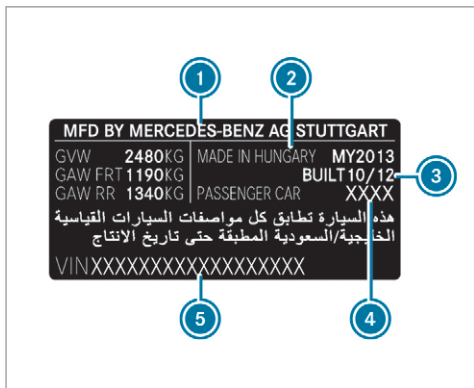 1
2
MFD BY MERCEDES-BENZ AG STUTTGART
GVW 2480KG MADE IN HUNGARY MY2013
GAW FRT 1190KG BUILT 10/12
3
GAW RR 1340KG PASSENGER CAR XXXX
هذه السيارة تطابق كل مواصفات السيارات القياسية
الخليجية/السعودية المطبقة حتى تاريخ الانتاج
VINXXXXXXXXXXXXXXXXXX
5
4